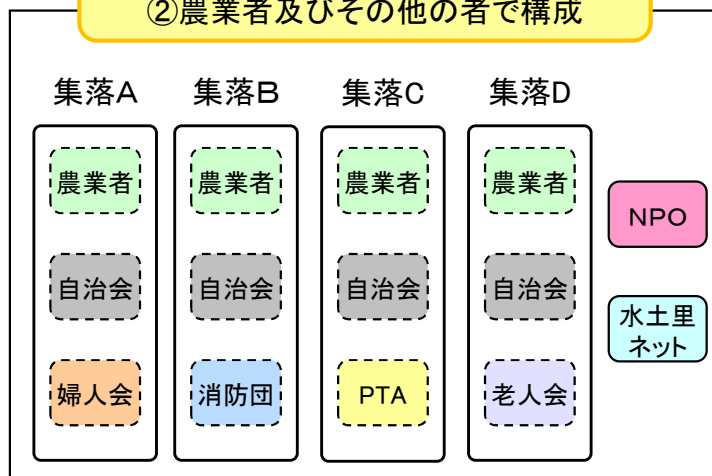 ②農業者及びその他の者で構成
集落A
集落B
集落C
集落D
農業者
農業者
農業者
農業者
NPO
自治会
自治会
自治会
自治会
水土里
ネット
婦人会
消防団
PTA
老人会